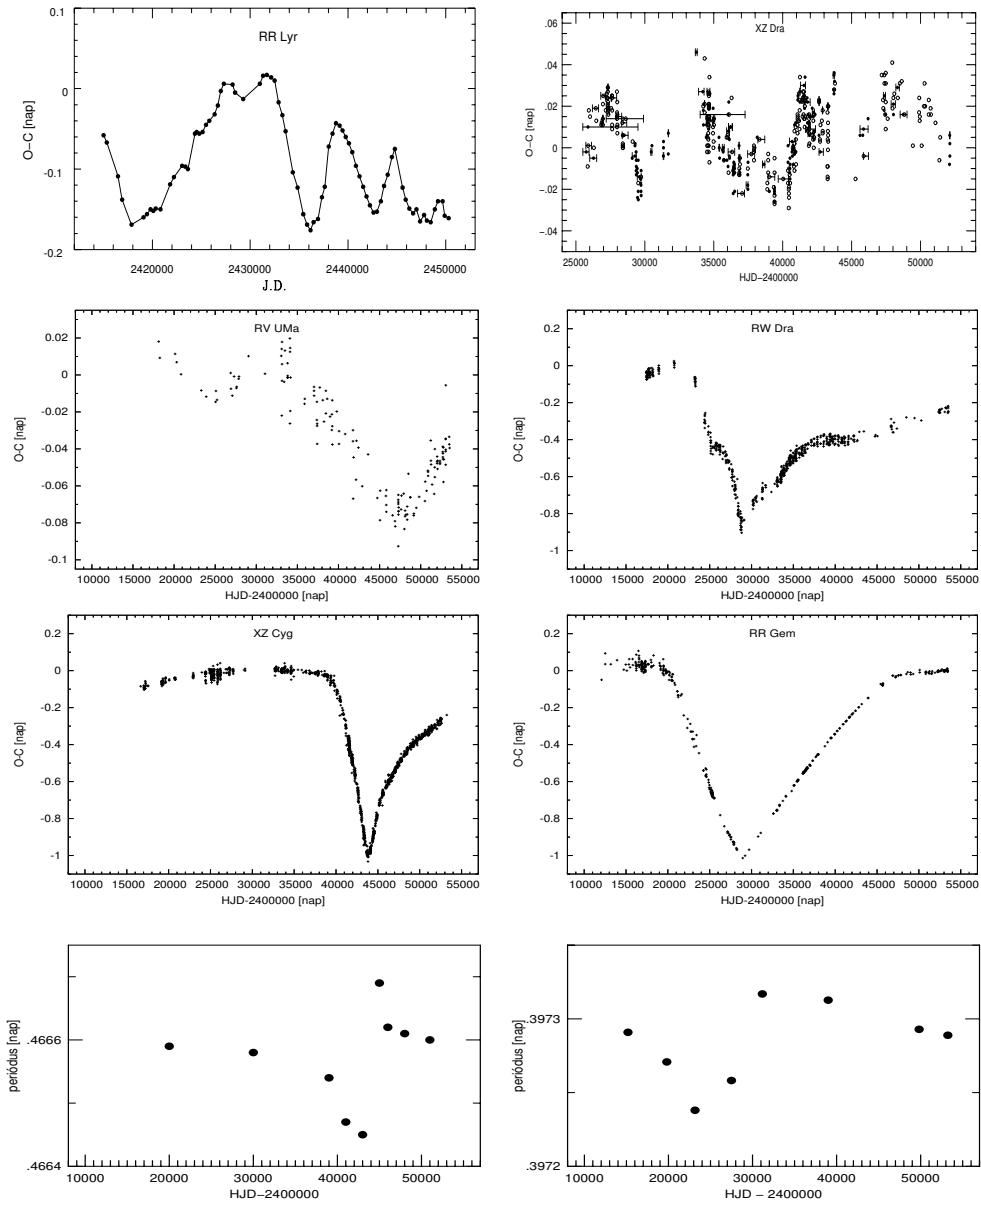 RR Lyr
0.1
0
-0.1
-0.2
O-C [nap]
2420000 2430000 2440000 2450000
J.D.
XZ Dra
.06
.04
.02
0
-.02
-.04
O-C [nap]
25000 30000 35000 40000 45000 50000
HJD-2400000
RV UMa
0.02
0
-0.02
-0.04
-0.06
-0.08
-0.1
O-C [nap]
10000 15000 20000 25000 30000 35000 40000 45000 50000 55000
HJD-2400000 [nap]
RW Dra
0.2
0
-0.2
-0.4
-0.6
-0.8
-1
O-C [nap]
10000 15000 20000 25000 30000 35000 40000 45000 50000 55000
HJD-2400000 [nap]
XZ Cyg
0.2
0
-0.2
-0.4
-0.6
-0.8
-1
O-C [nap]
10000 15000 20000 25000 30000 35000 40000 45000 50000 55000
HJD-2400000 [nap]
RR Gem
0.2
0
-0.2
-0.4
-0.6
-0.8
-1
O-C [nap]
10000 15000 20000 25000 30000 35000 40000 45000 50000 55000
HJD-2400000 [nap]
.4666
.4664
periódus [nap]
10000 20000 30000 40000 50000
HJD-2400000
.3973
.3972
periódus [nap]
10000 20000 30000 40000 50000
HJD - 2400000